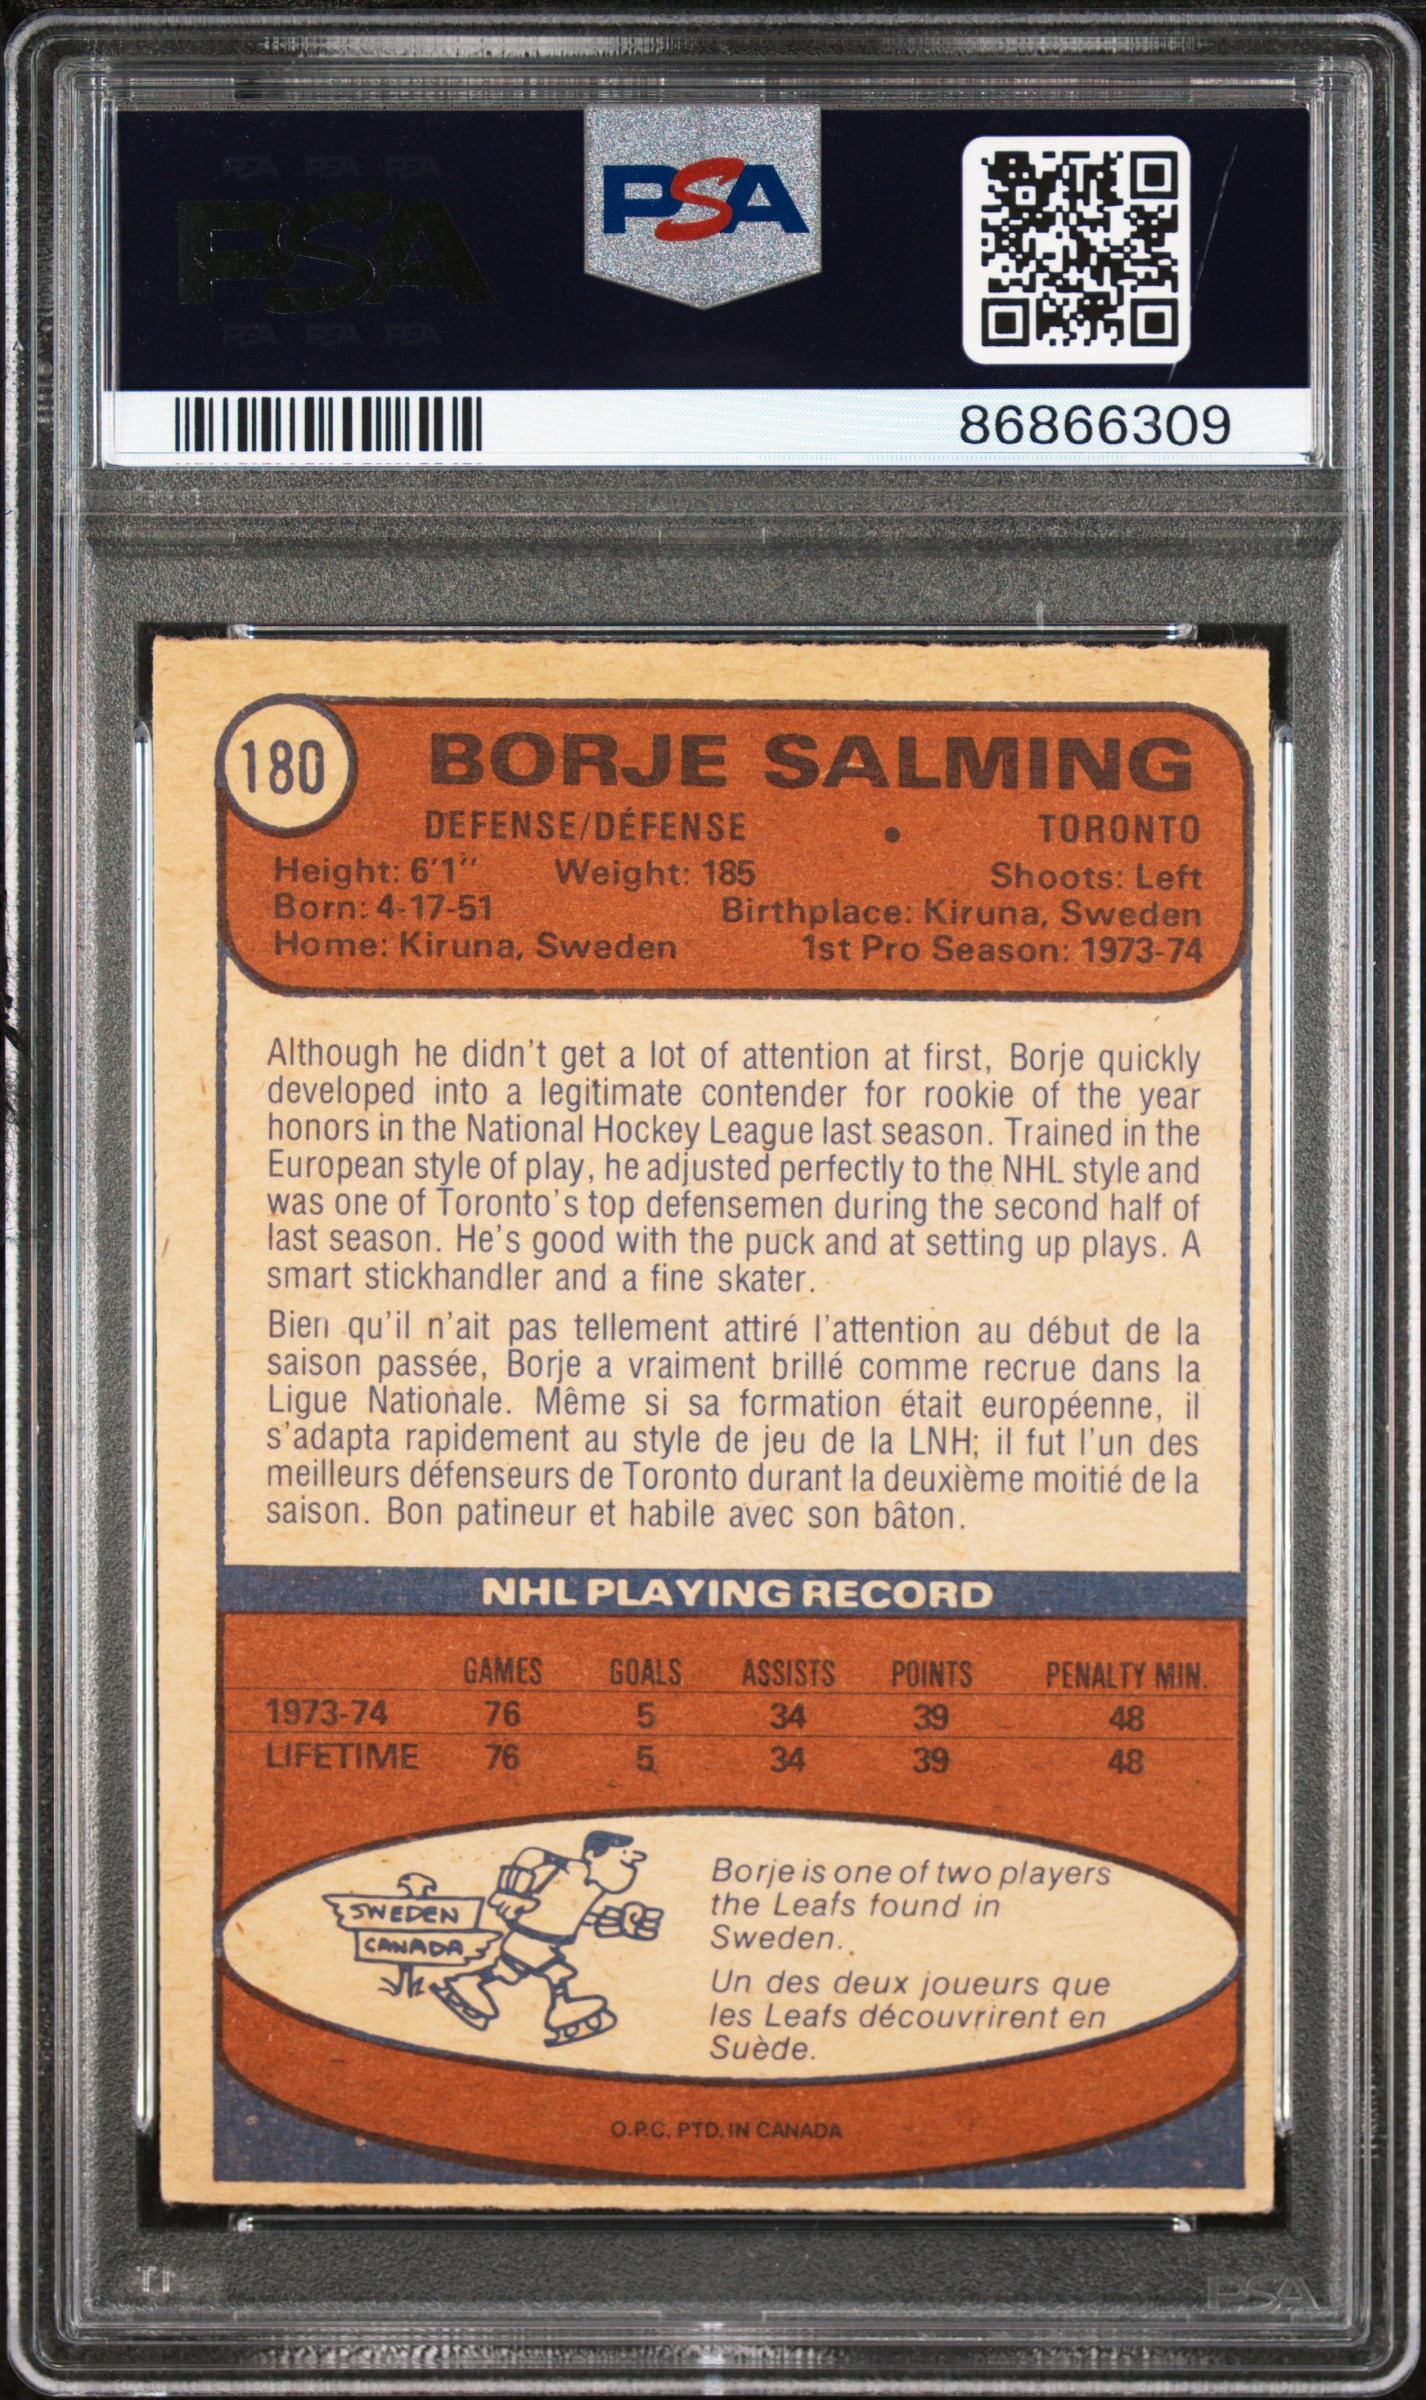 PSA PSA PSA
PSA
PSA PSA PSA
PSA
86866309
180
BORJE SALMING
DEFENSE/DÉFENSE • TORONTO
Height: 6'1" Weight: 185 Shoots: Left
Born: 4-17-51 Birthplace: Kiruna, Sweden
Home: Kiruna, Sweden 1st Pro Season: 1973-74
Although he didn't get a lot of attention at first, Borje quickly
developed into a legitimate contender for rookie of the year
honors in the National Hockey League last season. Trained in the
European style of play, he adjusted perfectly to the NHL style and
was one of Toronto's top defensemen during the second half of
last season. He's good with the puck and at setting up plays. A
smart stickhandler and a fine skater.
Bien qu'il n'ait pas tellement attiré l'attention au début de la
saison passée, Borje a vraiment brillé comme recrue dans la
Ligue Nationale. Même si sa formation était européenne, il
s'adapta rapidement au style de jeu de la LNH; il fut l'un des
meilleurs défenseurs de Toronto durant la deuxième moitié de la
saison. Bon patineur et habile avec son bâton.
NHL PLAYING RECORD
GAMES GOALS ASSISTS POINTS PENALTY MIN.
1973-74 76 5 34 39 48
LIFETIME 76 5 34 39 48
SWEDEN
CANADA
Borje is one of two players
the Leafs found in
Sweden.
Un des deux joueurs que
les Leafs découvrirent en
Suède.
O.P.C. PTD. IN CANADA
PSA